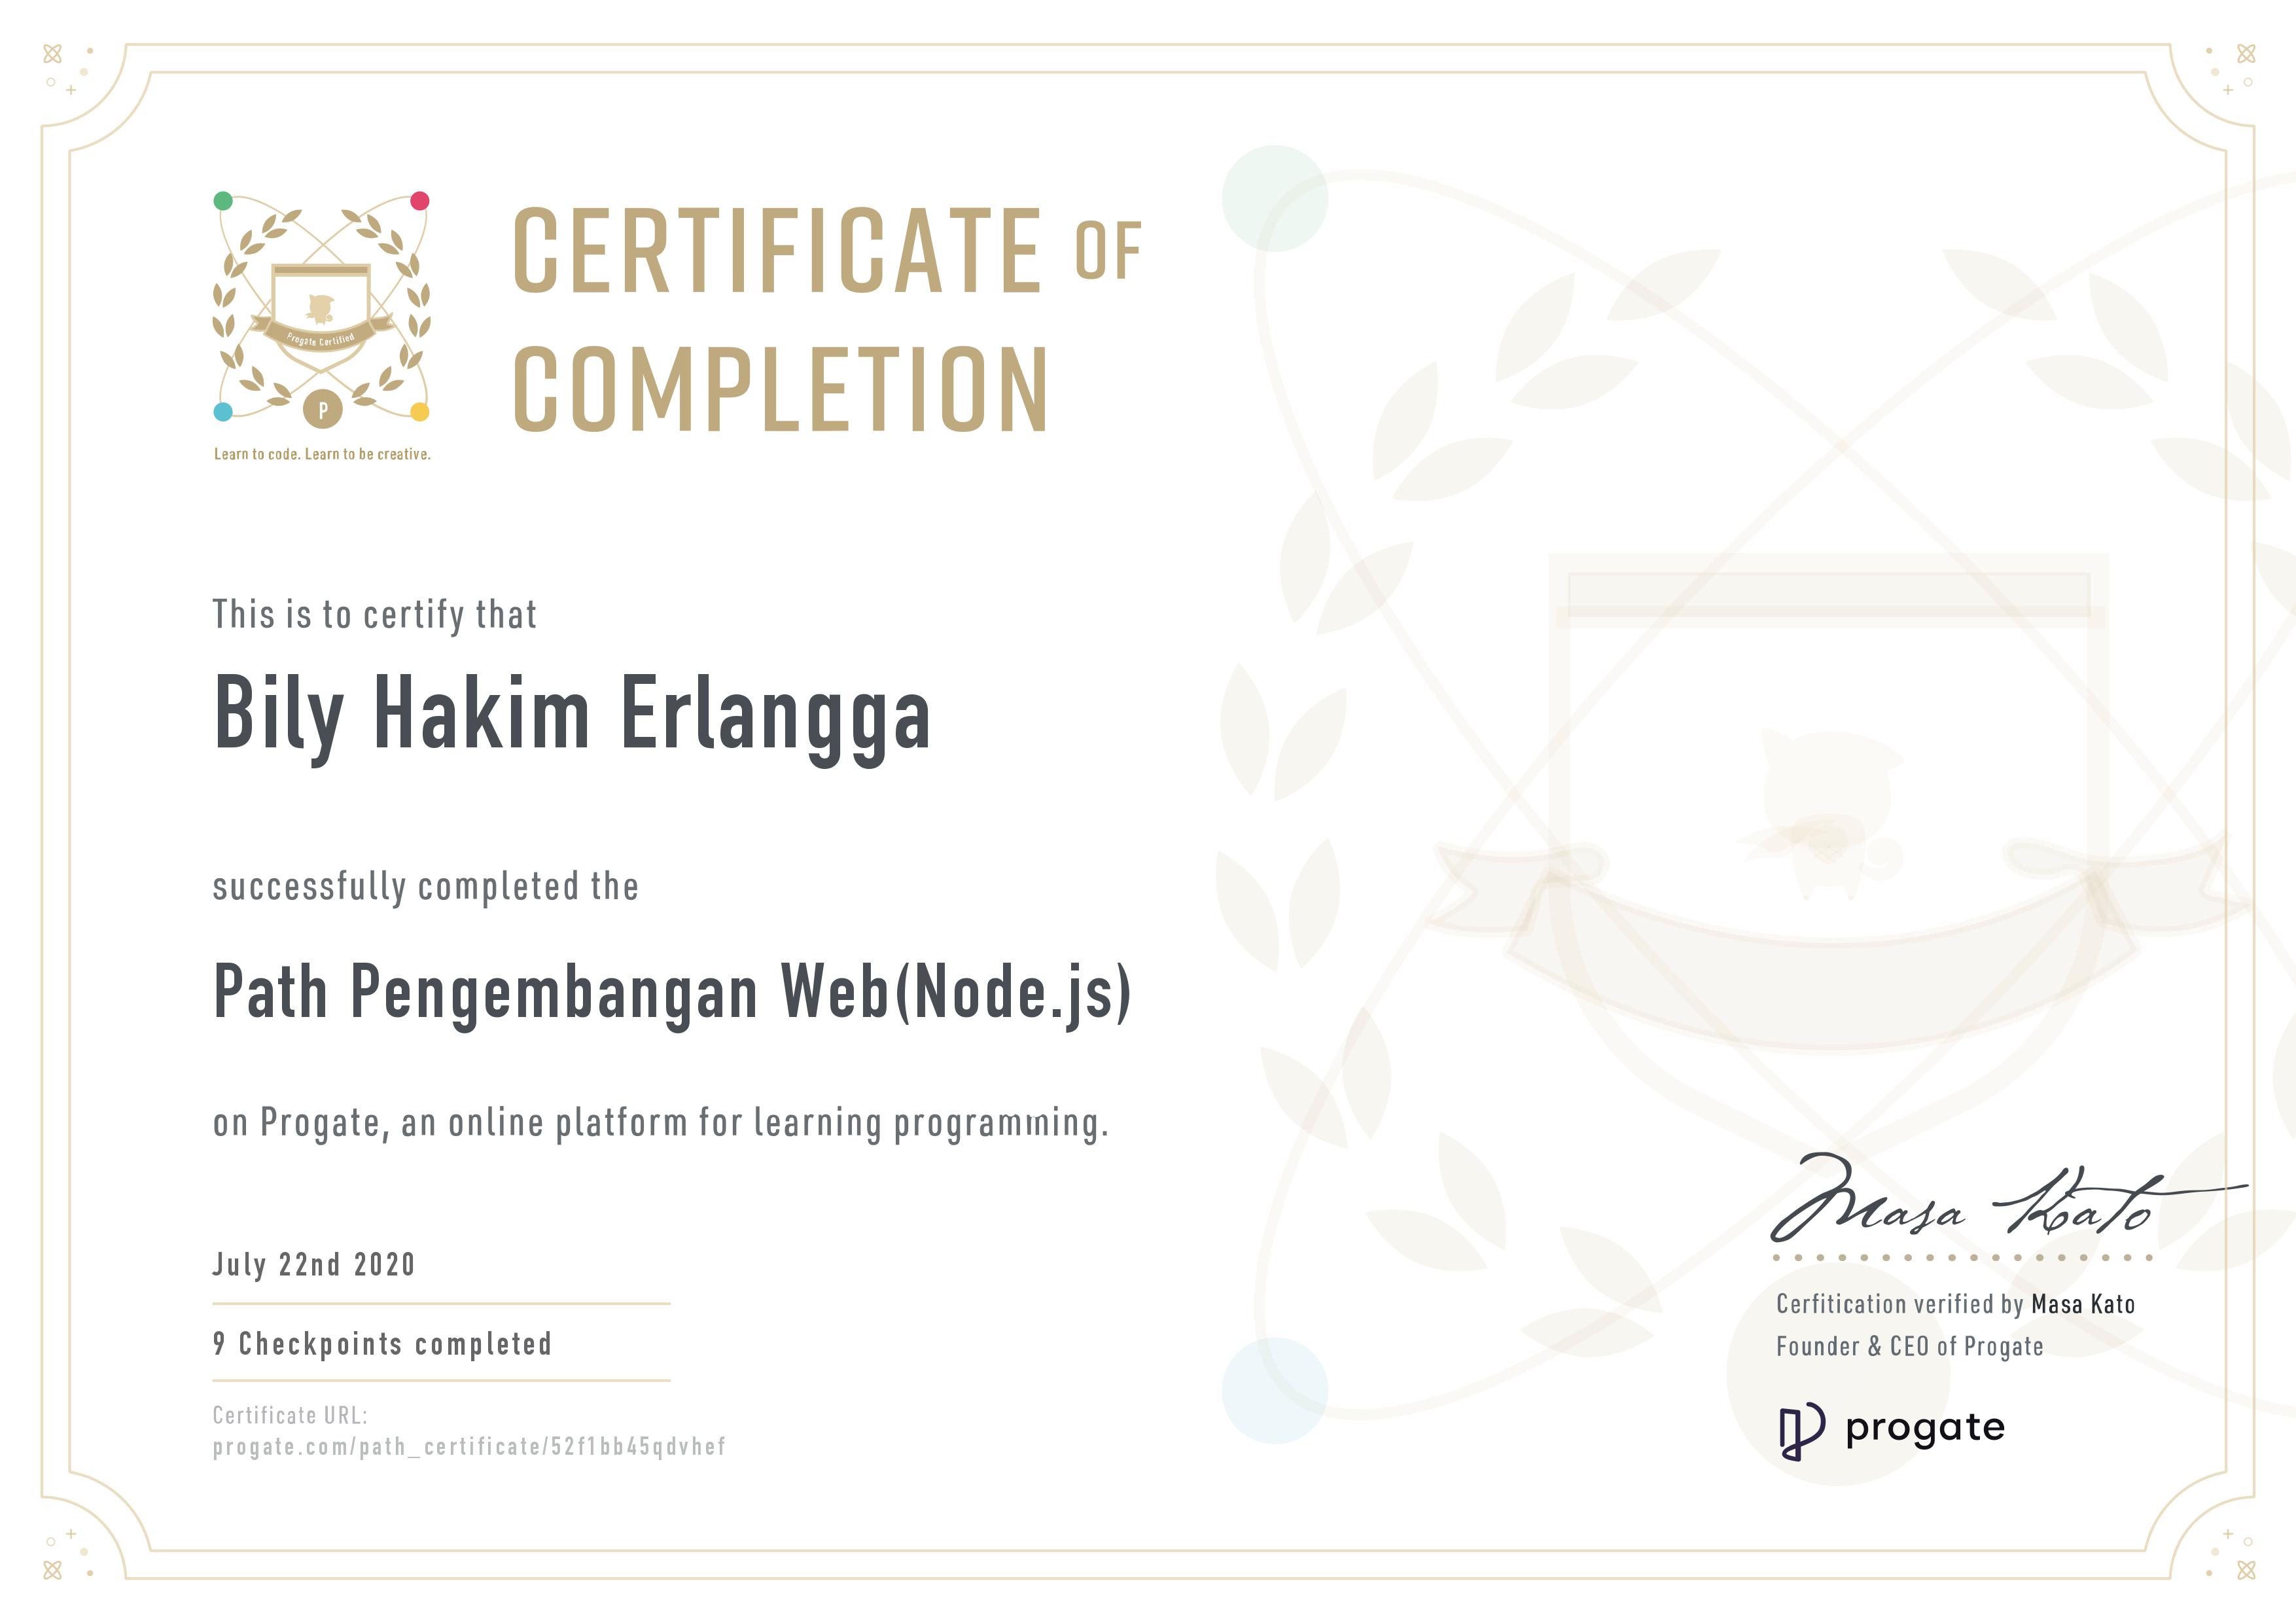 CERTIFICATE OF
COMPLETION
Progate Certified
P
Learn to code. Learn to be creative.
This is to certify that
Bily Hakim Erlangga
successfully completed the
Path Pengembangan Web(Node.js)
on Progate, an online platform for learning programming.
July 22nd 2020
9 Checkpoints completed
Certificate URL:
progate.com/path_certificate/52f1bb45qdvhef
Masa Kato
Cerfitication verified by Masa Kato
Founder & CEO of Progate
progate